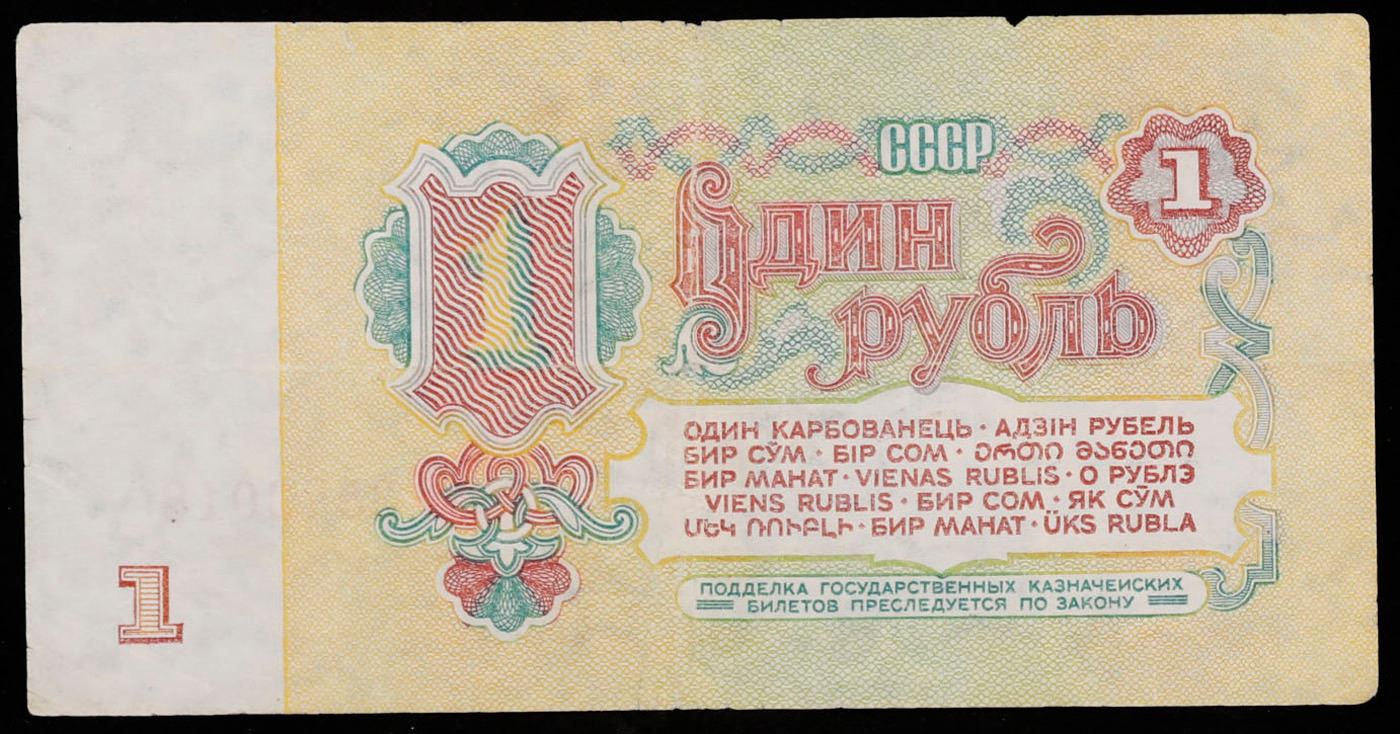 СССР
1
1
Один
рубль
ОДИН КАРБОВАНЕЦЬ · АДЗІН РУБЕЛЬ
БИР СЎМ · БІР СОМ · ერთი მანეთი
БИР МАНАТ · VIENAS RUBLIS · О РУБЛЭ
VIENS RUBLIS · БИР СОМ · ЯК СӮМ
ՄԵԿ ՌՈՒԲԼԻ · БИР МАНАТ · ÜKS RUBLA
ПОДДЕЛКА ГОСУДАРСТВЕННЫХ КАЗНАЧЕЙСКИХ
БИЛЕТОВ ПРЕСЛЕДУЕТСЯ ПО ЗАКОНУ
1